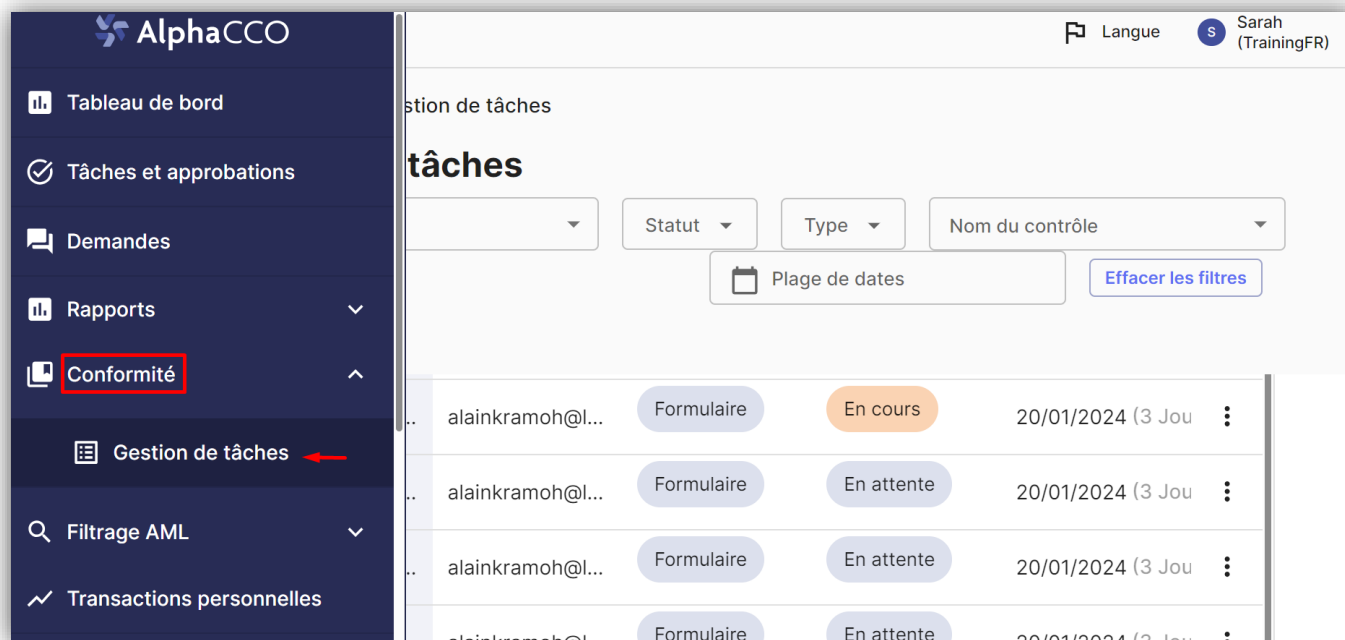 AlphaCCO
Langue
S
Sarah
(TrainingFR)
Tableau de bord
Tâches et approbations
Demandes
Rapports
Conformité
Gestion de tâches
Filtrage AML
Transactions personnelles
stion de tâches
tâches
Statut
Type
Nom du contrôle
Plage de dates
Effacer les filtres
.. alainkramoh@l... Formulaire En cours 20/01/2024 (3 Jou
.. alainkramoh@l... Formulaire En attente 20/01/2024 (3 Jou
.. alainkramoh@l... Formulaire En attente 20/01/2024 (3 Jou
Formulaire En attente